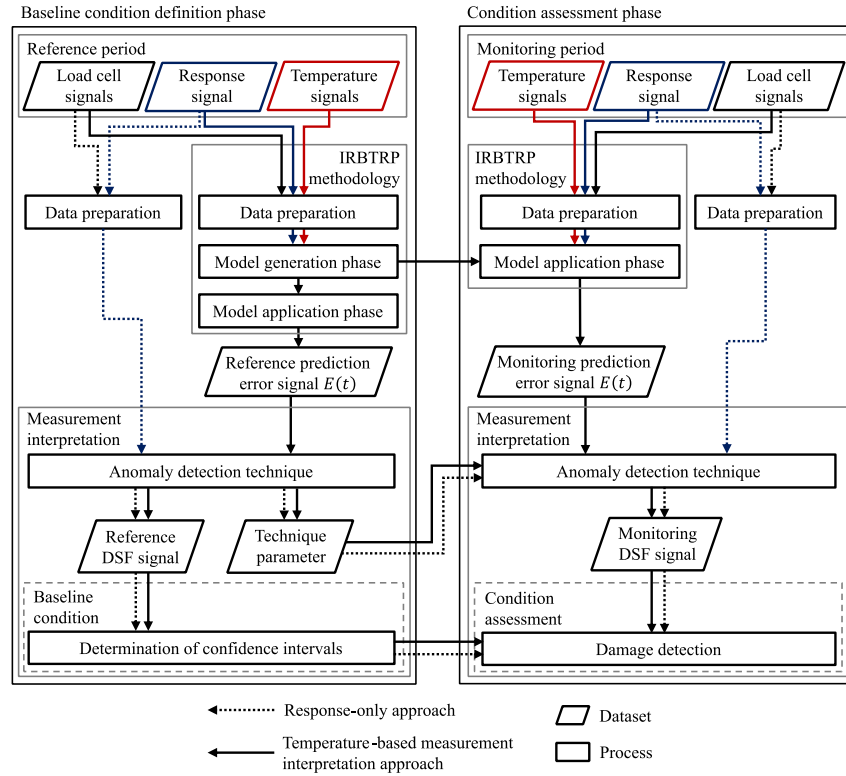 Baseline condition definition phase
Reference period
Load cell
signals
Response
signal
Temperature
signals
IRBTRP
methodology
Data preparation
Data preparation
Model generation phase
Model application phase
Reference prediction
error signal E(t)
Measurement
interpretation
Anomaly detection technique
Reference
DSF signal
Technique
parameter
Baseline
condition
Determination of confidence intervals
Condition assessment phase
Monitoring period
Temperature
signals
Response
signal
Load cell
signals
IRBTRP
methodology
Data preparation
Data preparation
Model application phase
Monitoring prediction
error signal E(t)
Measurement
interpretation
Anomaly detection technique
Monitoring
DSF signal
Condition
assessment
Damage detection
Response-only approach
Temperature-based measurement
interpretation approach
Dataset
Process